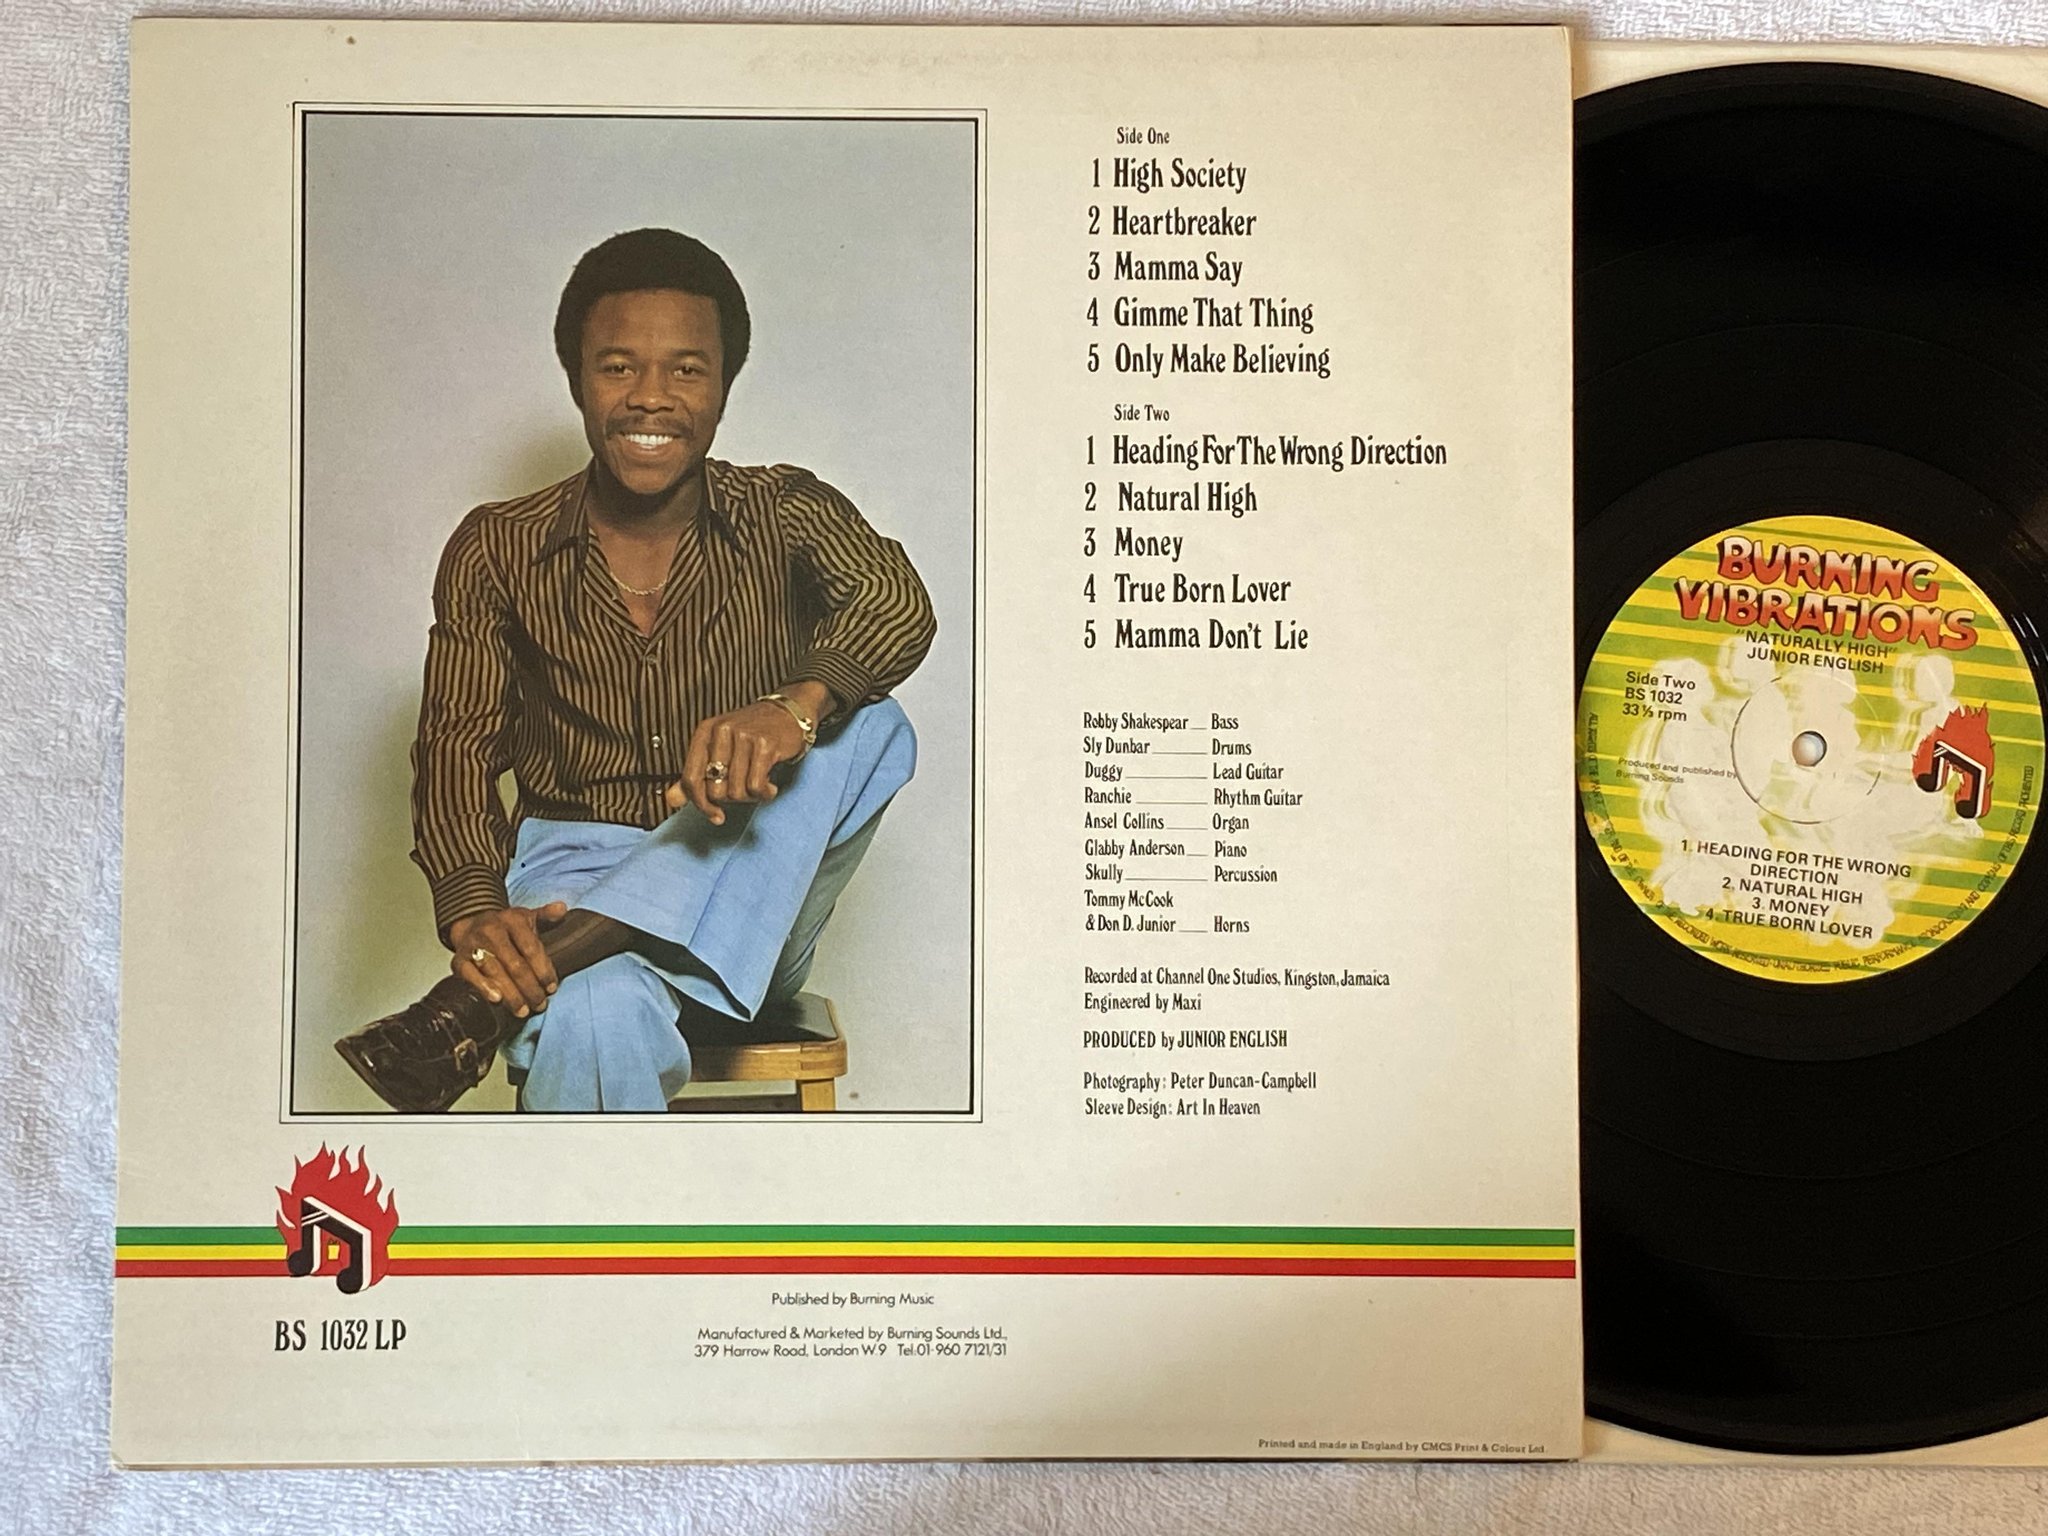 Side One
1 High Society
2 Heartbreaker
3 Mamma Say
4 Gimme That Thing
5 Only Make Believing
Side Two
1 Heading For The Wrong Direction
2 Natural High
3 Money
4 True Born Lover
5 Mamma Don't Lie
Robby Shakespear Bass
Sly Dunbar Drums
Duggy Lead Guitar
Ranchie Rhythm Guitar
Ansel Collins Organ
Glabby Anderson Piano
Skully Percussion
Tommy McCook
& Don D. Junior Horns
Recorded at Channel One Studios, Kingston, Jamaica
Engineered by Maxi
PRODUCED by JUNIOR ENGLISH
Photography: Peter Duncan-Campbell
Sleeve Design: Art In Heaven
BS 1032 LP
Published by Burning Music
Manufactured & Marketed by Burning Sounds Ltd.,
379 Harrow Road, London W.9 Tel:01-960 7121/31
Printed and made in England by CMCS Print & Colour Ltd.
BURNING
VIBRATIONS
"NATURALLY HIGH"
JUNIOR ENGLISH
Side Two
BS 1032
33⅓ rpm
Produced and published by
Burning Sounds
1. HEADING FOR THE WRONG
DIRECTION
2. NATURAL HIGH
3. MONEY
4. TRUE BORN LOVER